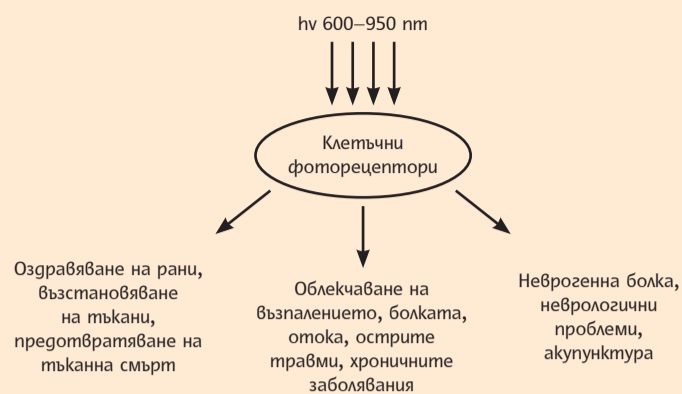 hv 600–950 nm
Клетъчни
фоторецептори
Оздравяване на рани,
възстановяване
на тъкани,
предотвратяване на
тъканна смърт
Облекчаване на
възпалението, болката,
отока, острите
травми, хроничните
заболявания
Неврогенна болка,
неврологични
проблеми,
акупунктура